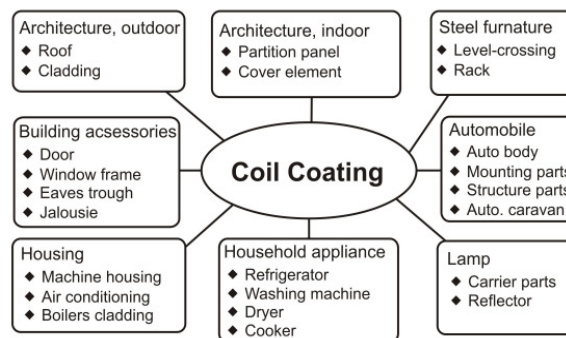 Architecture, outdoor
◆ Roof
◆ Cladding
Architecture, indoor
◆ Partition panel
◆ Cover element
Steel furnature
◆ Level-crossing
◆ Rack
Building acsessories
◆ Door
◆ Window frame
◆ Eaves trough
◆ Jalousie
Coil Coating
Automobile
◆ Auto body
◆ Mounting parts
◆ Structure parts
◆ Auto. caravan
Housing
◆ Machine housing
◆ Air conditioning
◆ Boilers cladding
Household appliance
◆ Refrigerator
◆ Washing machine
◆ Dryer
◆ Cooker
Lamp
◆ Carrier parts
◆ Reflector